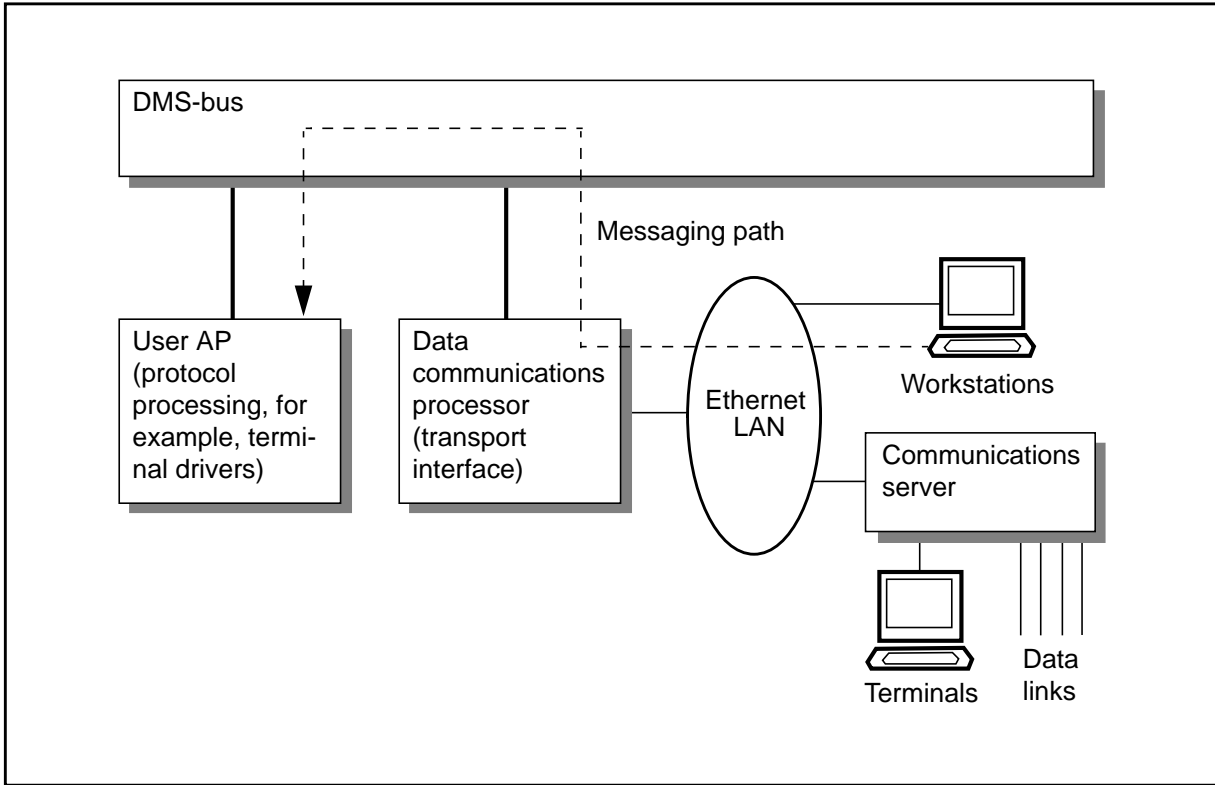 DMS-bus
Messaging path
User AP
(protocol
processing, for
example, termi-
nal drivers)
Data
communications
processor
(transport
interface)
Ethernet
LAN
Workstations
Communications
server
Terminals
Data
links